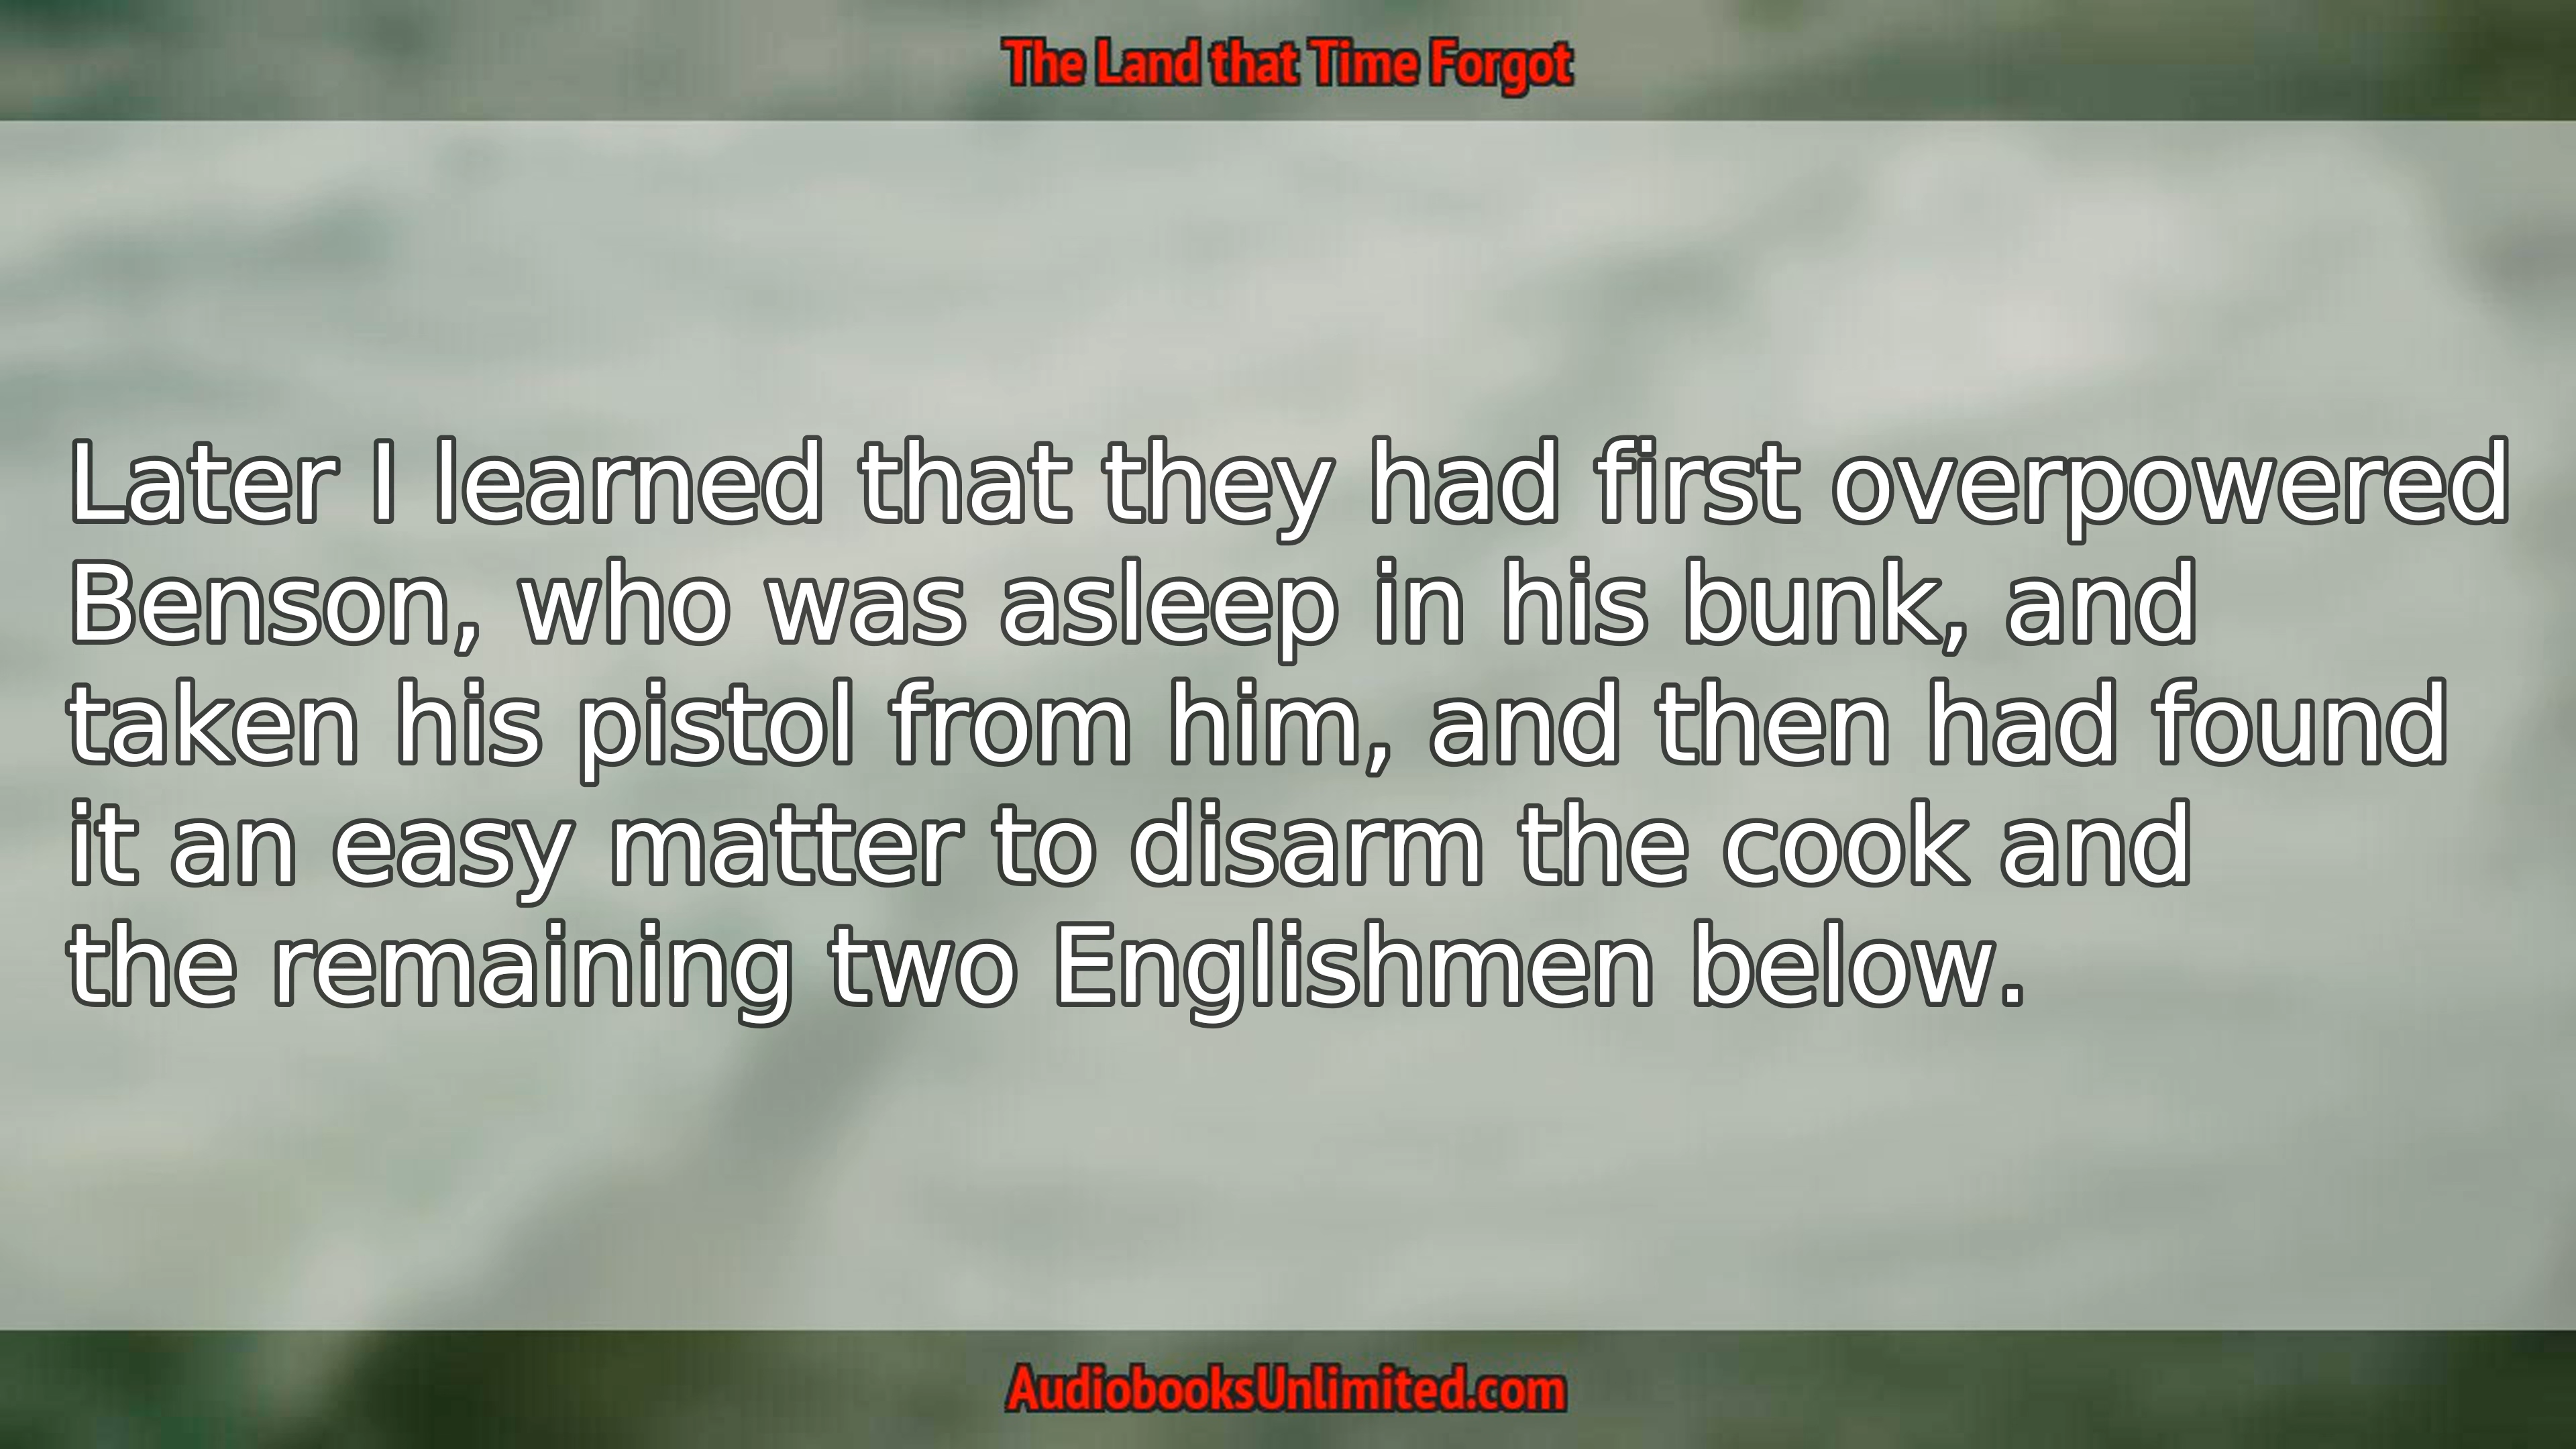 The Land that Time Forgot
Later I learned that they had first overpowered
Benson, who was asleep in his bunk, and
taken his pistol from him, and then had found
it an easy matter to disarm the cook and
the remaining two Englishmen below.
AudiobooksUnlimited.com